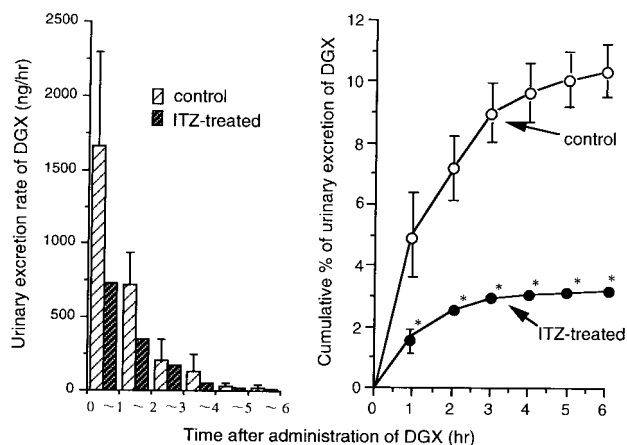 Urinary excretion rate of DGX (ng/hr)
2500
2000
1500
1000
500
0
control
ITZ-treated
0 ~1 ~2 ~3 ~4 ~5 ~6
Cumulative % of urinary excretion of DGX
12
10
8
6
4
2
0
control
* * * * * *
ITZ-treated
0 1 2 3 4 5 6
Time after administration of DGX (hr)